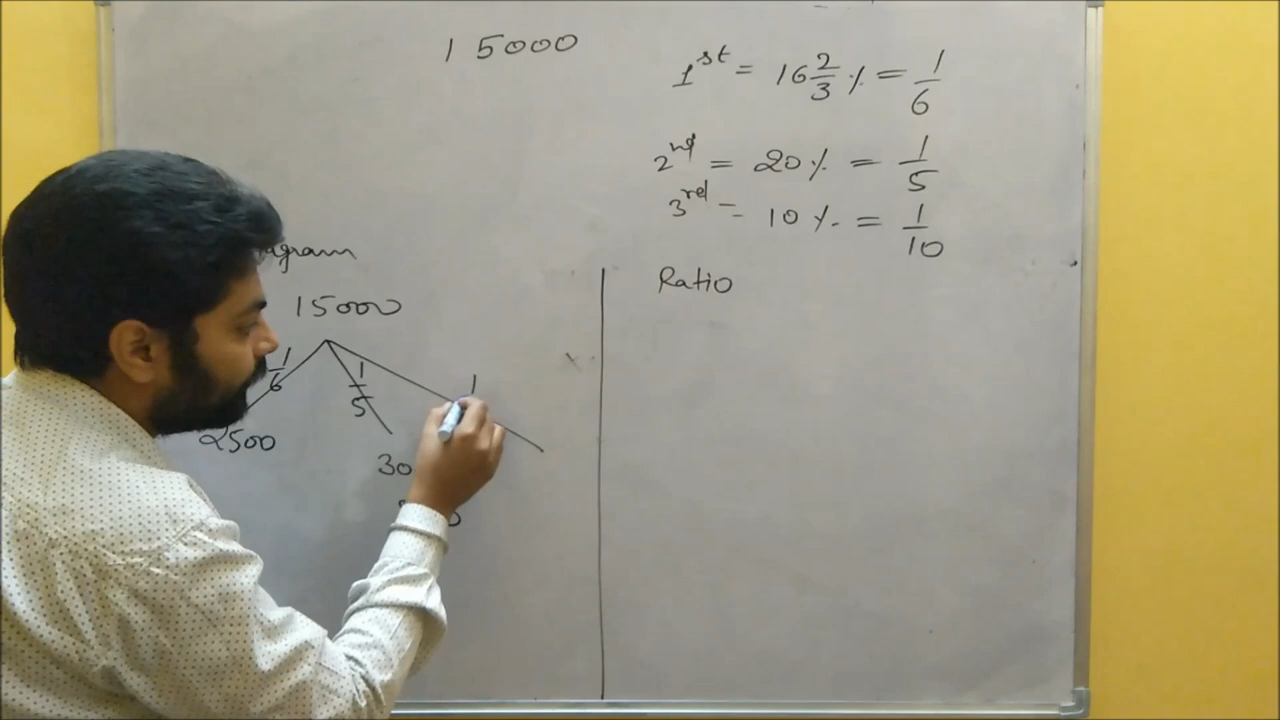 15000
1st = 16 2/3 % = 1/6
2nd = 20 % = 1/5
3rd = 10 % = 1/10
Ratio
15000
1/6 1/5 1
2500
30